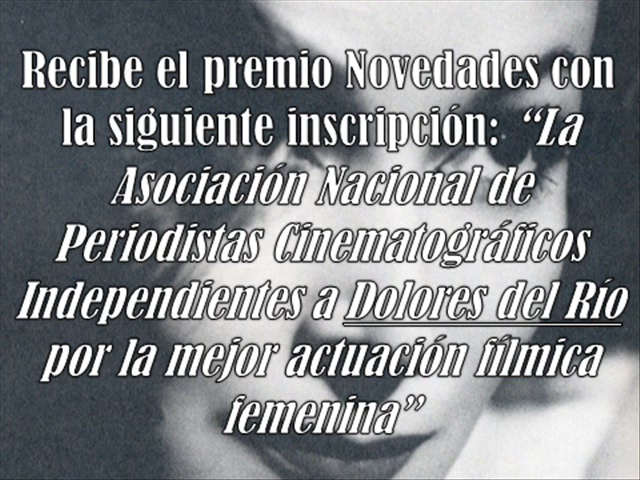 Recibe el premio Novedades con
la siguiente inscripción: “La
Asociación Nacional de
Periodistas Cinematográficos
Independientes a Dolores del Río
por la mejor actuación fílmica
femenina”